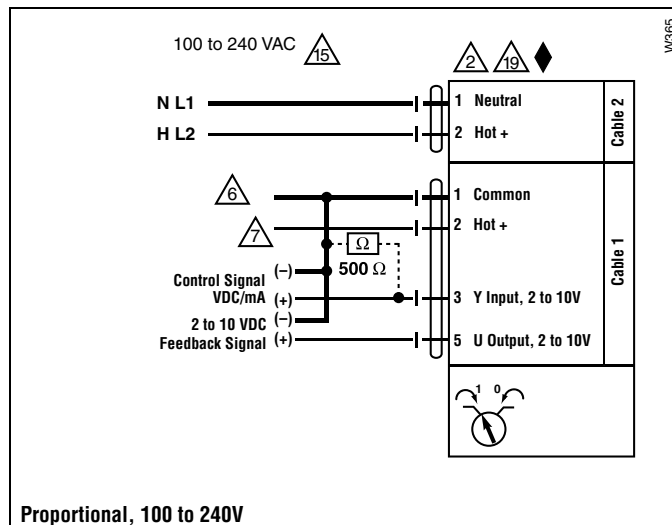 W365
100 to 240 VAC 15
2 19
N L1
1 Neutral
H L2
2 Hot +
Cable 2
6
1 Common
7
2 Hot +
Ω
500 Ω
Control Signal (–)
VDC/mA (+)
3 Y Input, 2 to 10V
2 to 10 VDC (–)
Feedback Signal (+)
5 U Output, 2 to 10V
Cable 1
1 0
Proportional, 100 to 240V